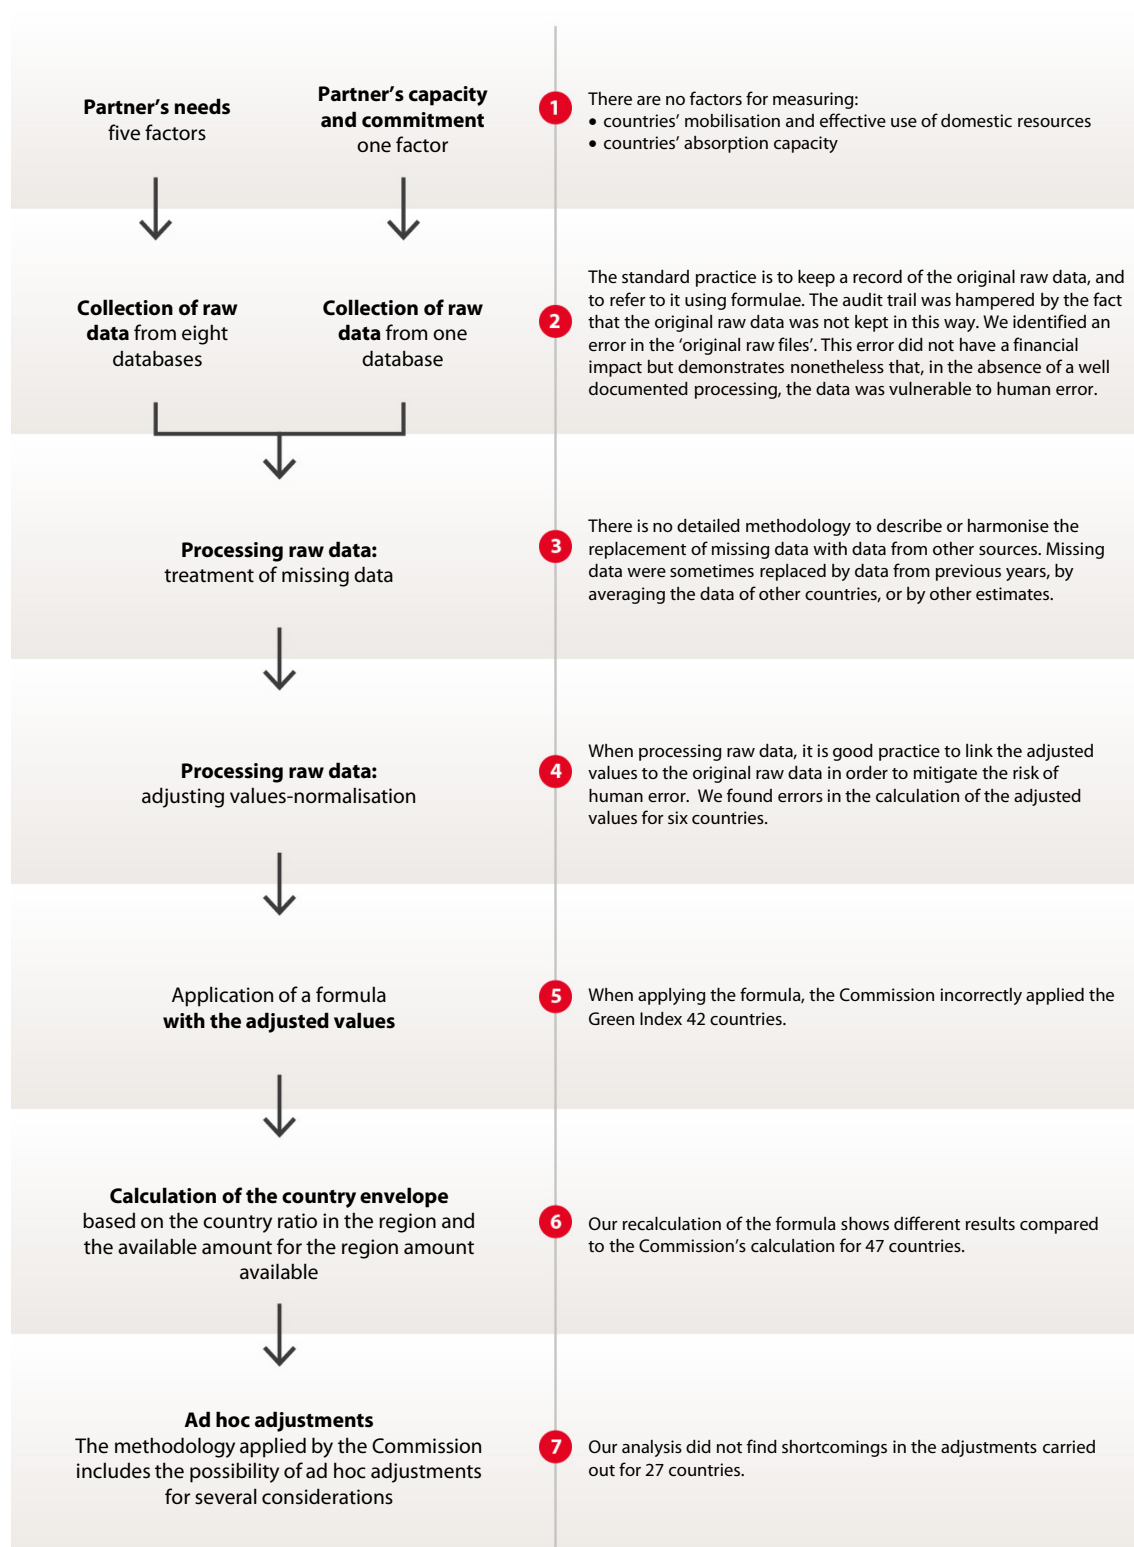 Partner's needs
five factors
Partner's capacity
and commitment
one factor
1
There are no factors for measuring:
• countries' mobilisation and effective use of domestic resources
• countries' absorption capacity
Collection of raw
data from eight
databases
Collection of raw
data from one
database
2
The standard practice is to keep a record of the original raw data, and
to refer to it using formulae. The audit trail was hampered by the fact
that the original raw data was not kept in this way. We identified an
error in the ‘original raw files’. This error did not have a financial
impact but demonstrates nonetheless that, in the absence of a well
documented processing, the data was vulnerable to human error.
Processing raw data:
treatment of missing data
3
There is no detailed methodology to describe or harmonise the
replacement of missing data with data from other sources. Missing
data were sometimes replaced by data from previous years, by
averaging the data of other countries, or by other estimates.
Processing raw data:
adjusting values-normalisation
4
When processing raw data, it is good practice to link the adjusted
values to the original raw data in order to mitigate the risk of
human error.  We found errors in the calculation of the adjusted
values for six countries.
Application of a formula
with the adjusted values
5
When applying the formula, the Commission incorrectly applied the
Green Index 42 countries.
Calculation of the country envelope
based on the country ratio in the region and
the available amount for the region amount
available
6
Our recalculation of the formula shows different results compared
to the Commission's calculation for 47 countries.
Ad hoc adjustments
The methodology applied by the Commission
includes the possibility of ad hoc adjustments
for several considerations
7
Our analysis did not find shortcomings in the adjustments carried
out for 27 countries.